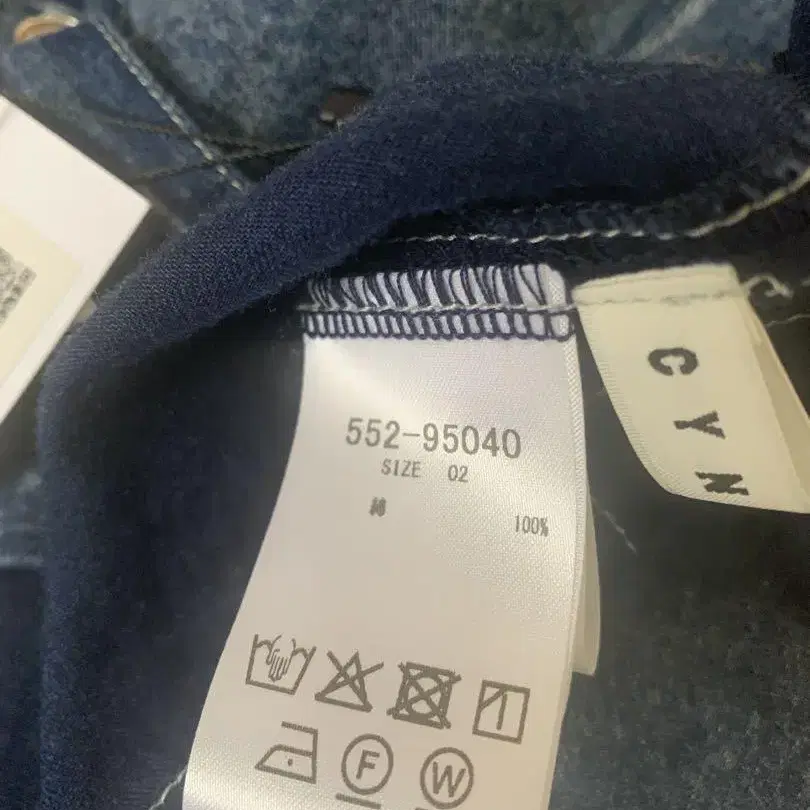 552-95040
SIZE 02
綿 100%
F W
CYN